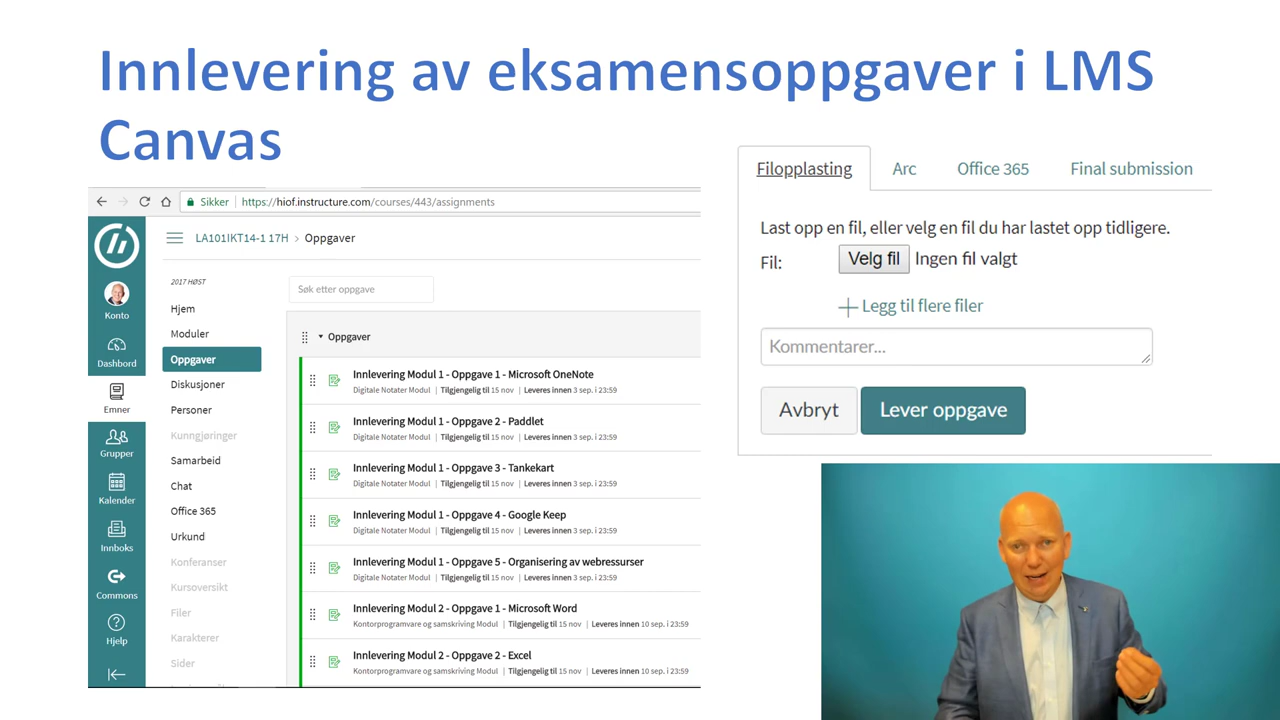 Innlevering av eksamensoppgaver i LMS
Canvas
Sikker https://hiof.instructure.com/courses/443/assignments
LA101IKT14-1 17H > Oppgaver
2017 HØST
Konto
Dashbord
Emner
Grupper
Kalender
Innboks
Commons
Hjelp
Hjem
Moduler
Oppgaver
Diskusjoner
Personer
Kunngjøringer
Samarbeid
Chat
Office 365
Urkund
Konferanser
Kursoversikt
Filer
Karakterer
Sider
Søk etter oppgave
Oppgaver
Innlevering Modul 1 - Oppgave 1 - Microsoft OneNote
Digitale Notater Modul | Tilgjengelig til 15 nov | Leveres innen 3 sep. i 23:59
Innlevering Modul 1 - Oppgave 2 - Paddlet
Digitale Notater Modul | Tilgjengelig til 15 nov | Leveres innen 3 sep. i 23:59
Innlevering Modul 1 - Oppgave 3 - Tankekart
Digitale Notater Modul | Tilgjengelig til 15 nov | Leveres innen 3 sep. i 23:59
Innlevering Modul 1 - Oppgave 4 - Google Keep
Digitale Notater Modul | Tilgjengelig til 15 nov | Leveres innen 3 sep. i 23:59
Innlevering Modul 1 - Oppgave 5 - Organisering av webressurser
Digitale Notater Modul | Tilgjengelig til 15 nov | Leveres innen 3 sep. i 23:59
Innlevering Modul 2 - Oppgave 1 - Microsoft Word
Kontorprogramvare og samskriving Modul | Tilgjengelig til 15 nov | Leveres innen 10 sep. i 23:59
Innlevering Modul 2 - Oppgave 2 - Excel
Kontorprogramvare og samskriving Modul | Tilgjengelig til 15 nov | Leveres innen 10 sep. i 23:59
Filopplasting Arc Office 365 Final submission
Last opp en fil, eller velg en fil du har lastet opp tidligere.
Fil: Velg fil Ingen fil valgt
Legg til flere filer
Kommentarer...
Avbryt Lever oppgave